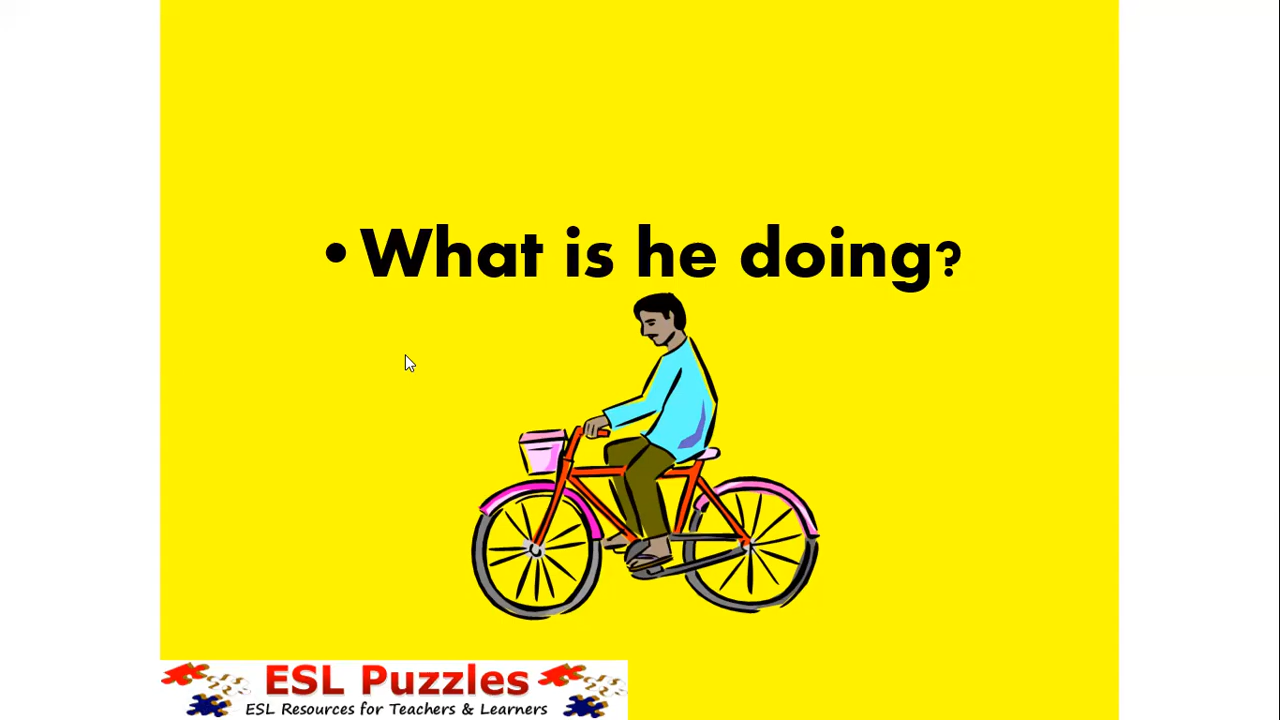 • What is he doing?
ESL Puzzles
ESL Resources for Teachers & Learners